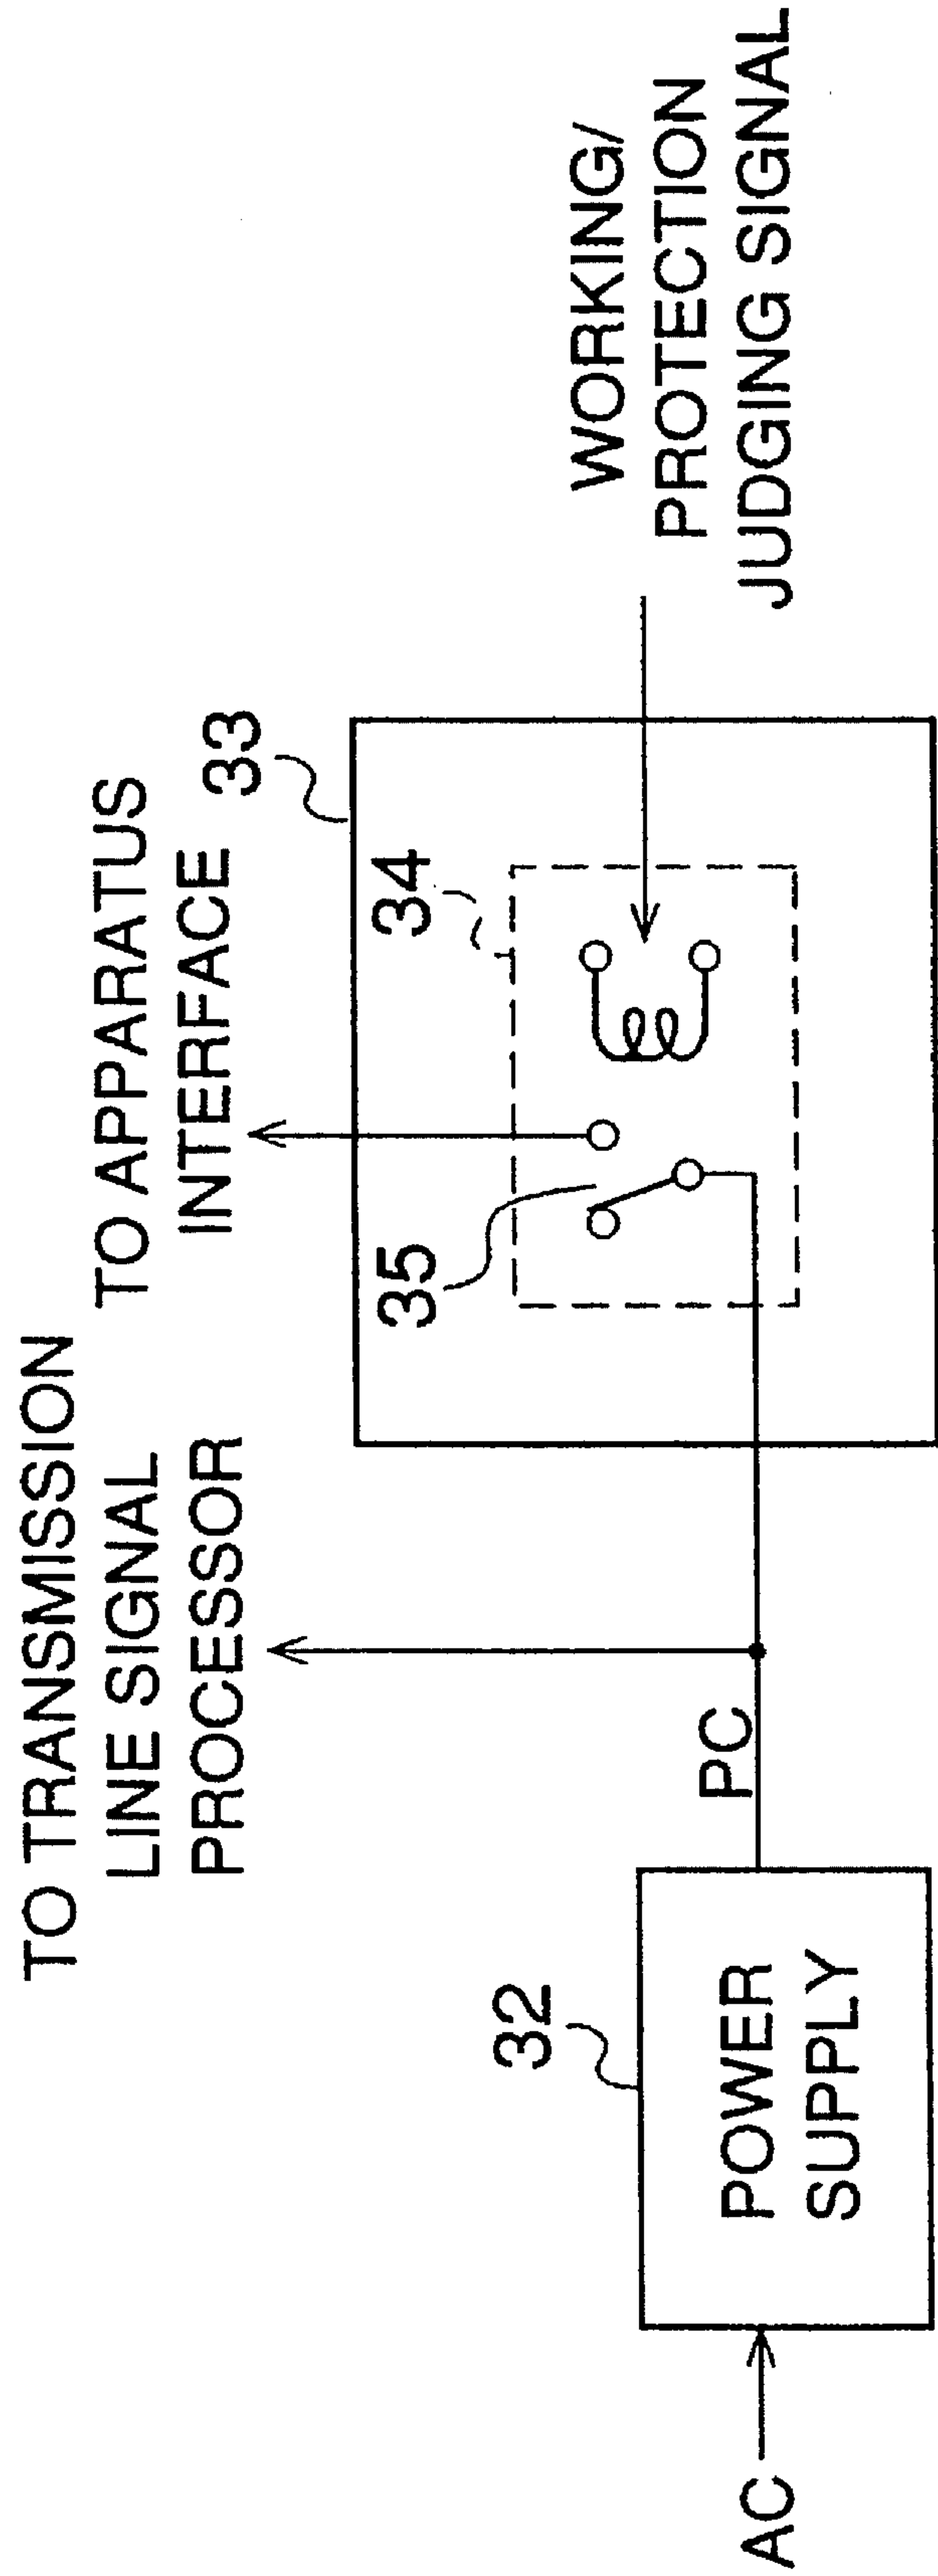 TO TRANSMISSION
LINE SIGNAL
PROCESSOR
TO APPARATUS
INTERFACE
33
34
35
WORKING/
PROTECTION
JUDGING SIGNAL
32
PC
POWER
SUPPLY
AC